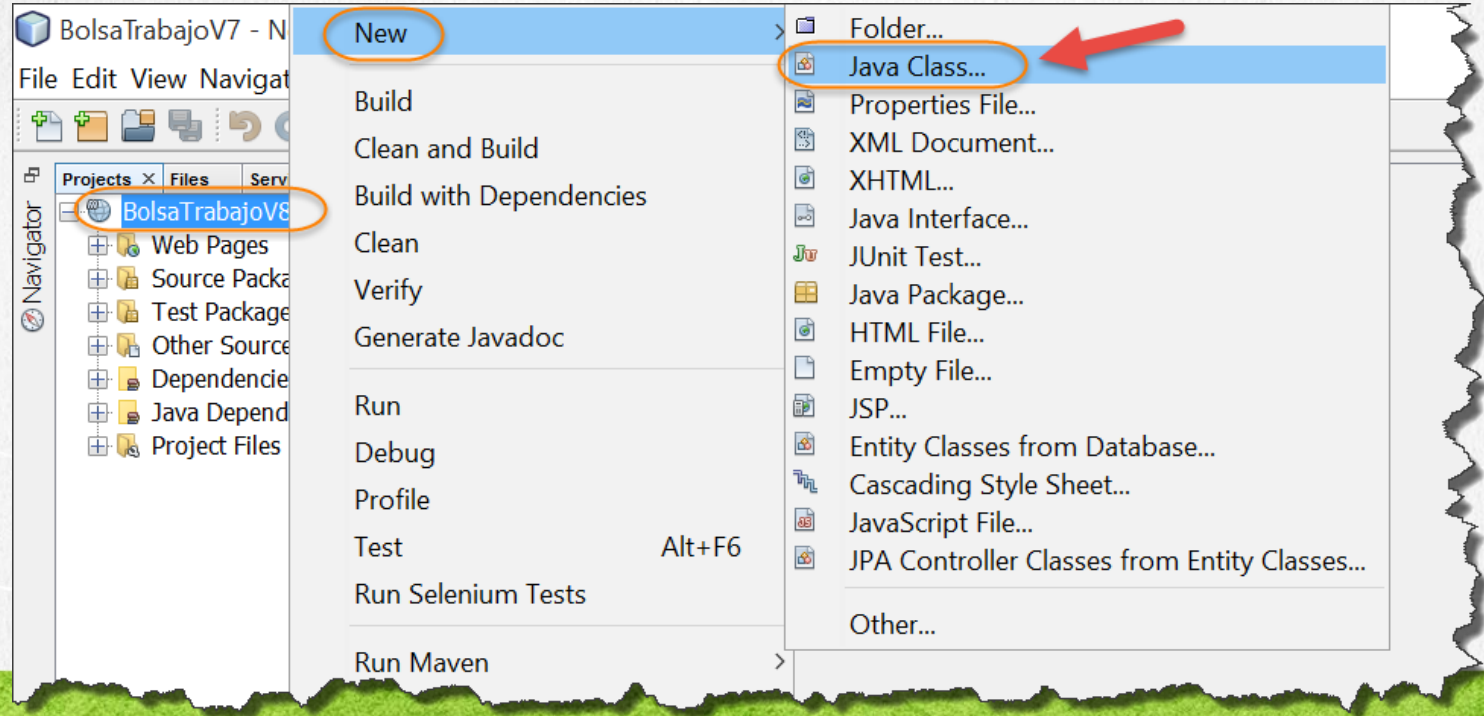 BolsaTrabajoV7 - N
File Edit View Navigat
Projects × Files Serv
Navigator
BolsaTrabajoV8
Web Pages
Source Packa
Test Package
Other Source
Dependencie
Java Depend
Project Files
New
Build
Clean and Build
Build with Dependencies
Clean
Verify
Generate Javadoc
Run
Debug
Profile
Test Alt+F6
Run Selenium Tests
Run Maven
Folder...
Java Class...
Properties File...
XML Document...
XHTML...
Java Interface...
JUnit Test...
Java Package...
HTML File...
Empty File...
JSP...
Entity Classes from Database...
Cascading Style Sheet...
JavaScript File...
JPA Controller Classes from Entity Classes...
Other...